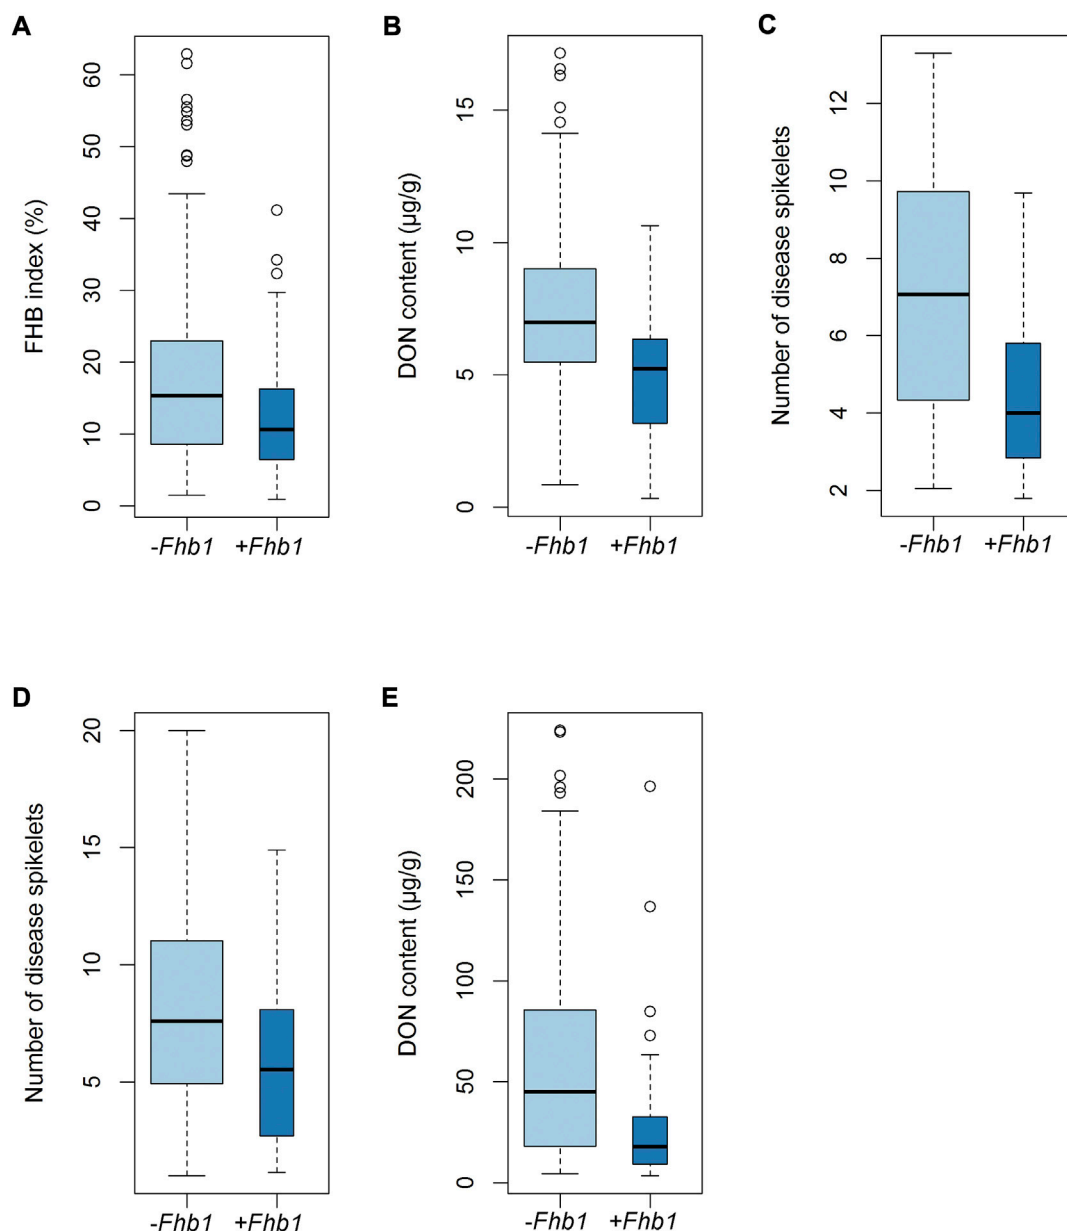 A
FHB index (%)
60
50
40
30
20
10
0
-Fhb1 +Fhb1
B
DON content (µg/g)
15
10
5
0
-Fhb1 +Fhb1
C
Number of disease spikelets
12
10
8
6
4
2
-Fhb1 +Fhb1
D
Number of disease spikelets
20
15
10
5
-Fhb1 +Fhb1
E
DON content (µg/g)
200
150
100
50
0
-Fhb1 +Fhb1